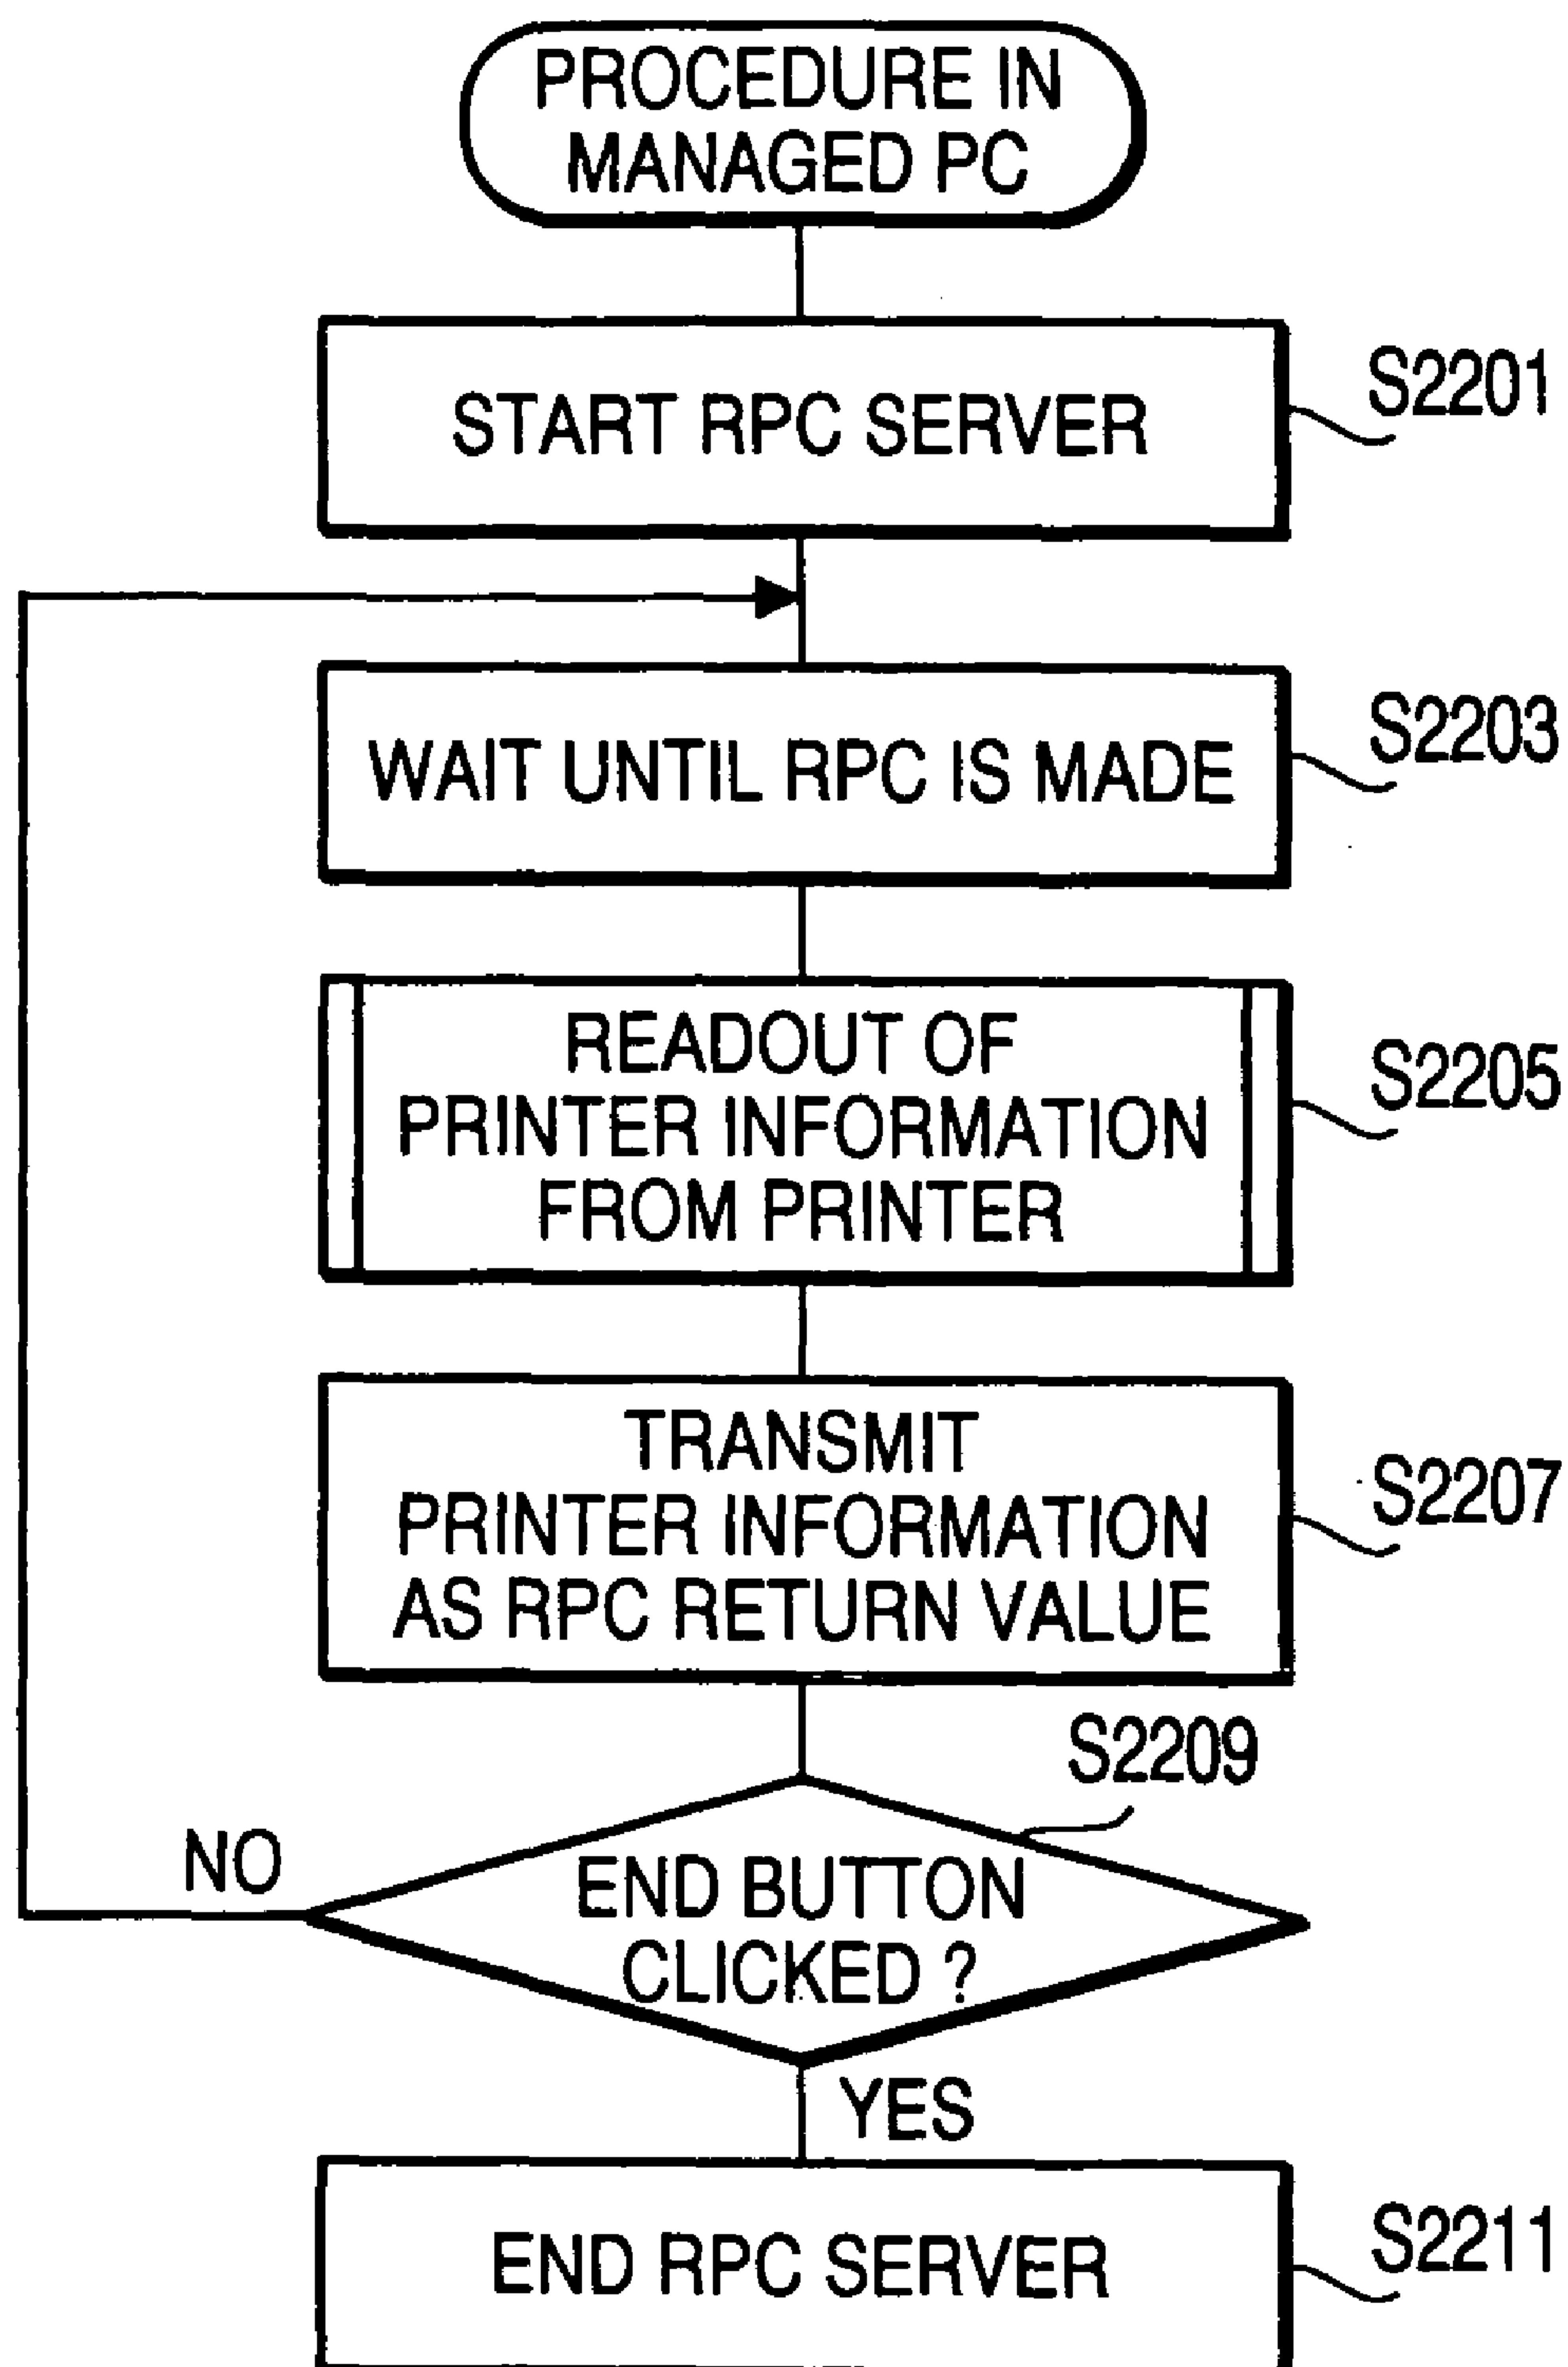 PROCEDURE IN
MANAGED PC
START RPC SERVER
S2201
WAIT UNTIL RPC IS MADE
S2203
READOUT OF
PRINTER INFORMATION
FROM PRINTER
S2205
TRANSMIT
PRINTER INFORMATION
AS RPC RETURN VALUE
S2207
S2209
NO
END BUTTON
CLICKED ?
YES
END RPC SERVER
S2211